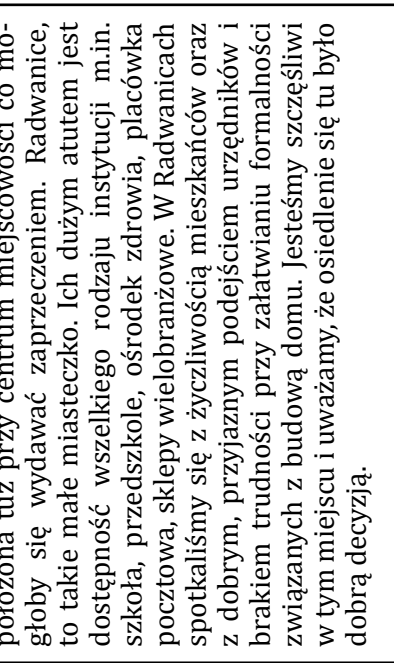 położona tuż przy centrum miejscowości co mo-
głoby się wydawać zaprzeczeniem. Radwanice,
to takie małe miasteczko. Ich dużym atutem jest
dostępność wszelkiego rodzaju instytucji m.in.
szkoła, przedszkole, ośrodek zdrowia, placówka
pocztowa, sklepy wielobranżowe. W Radwanicach
spotkaliśmy się z życzliwością mieszkańców oraz
z dobrym, przyjaznym podejściem urzędników i
brakiem trudności przy załatwianiu formalności
związanych z budową domu. Jesteśmy szczęśliwi
w tym miejscu i uważamy, że osiedlenie się tu było
dobrą decyzją.